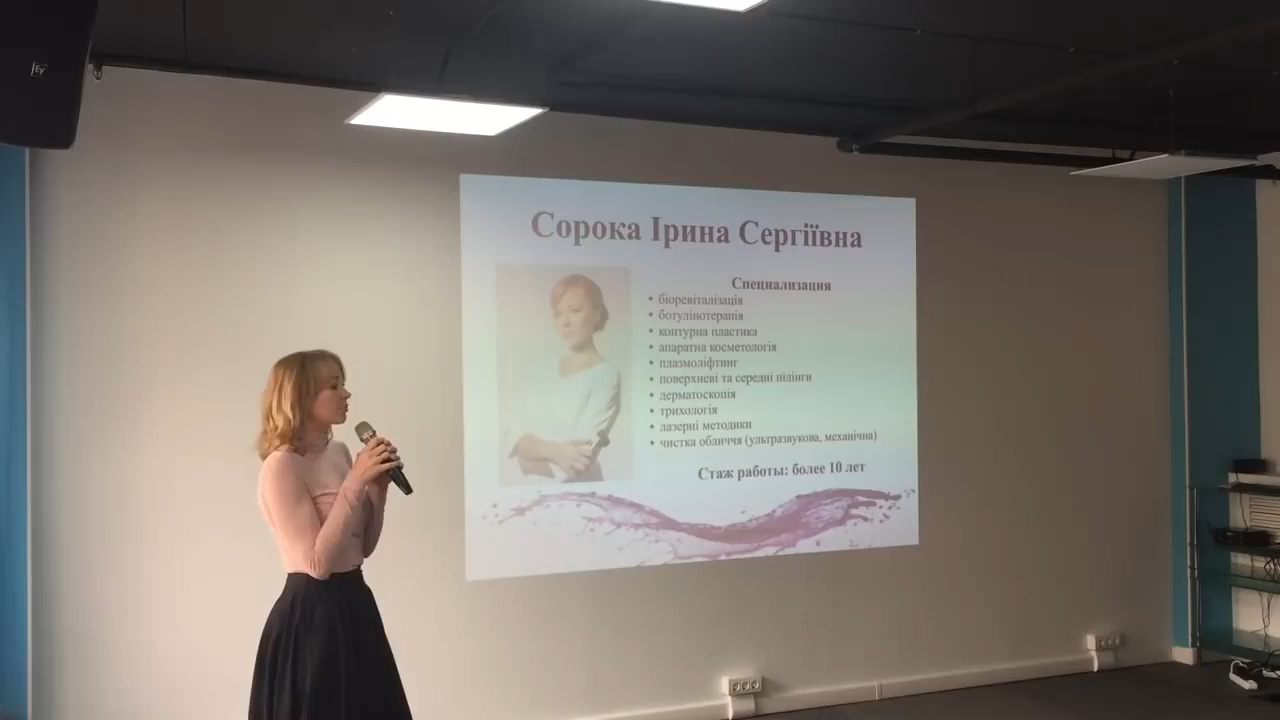 Сорока Ірина Сергіївна
Специализация
• біоревіталізація
• ботулінотерапія
• контурна пластика
• апаратна косметологія
• плазмоліфтинг
• поверхневі та середні пілінги
• дерматоскопія
• трихологія
• лазерні методики
• чистка обличчя (ультразвукова, механічна)
Стаж работы: более 10 лет